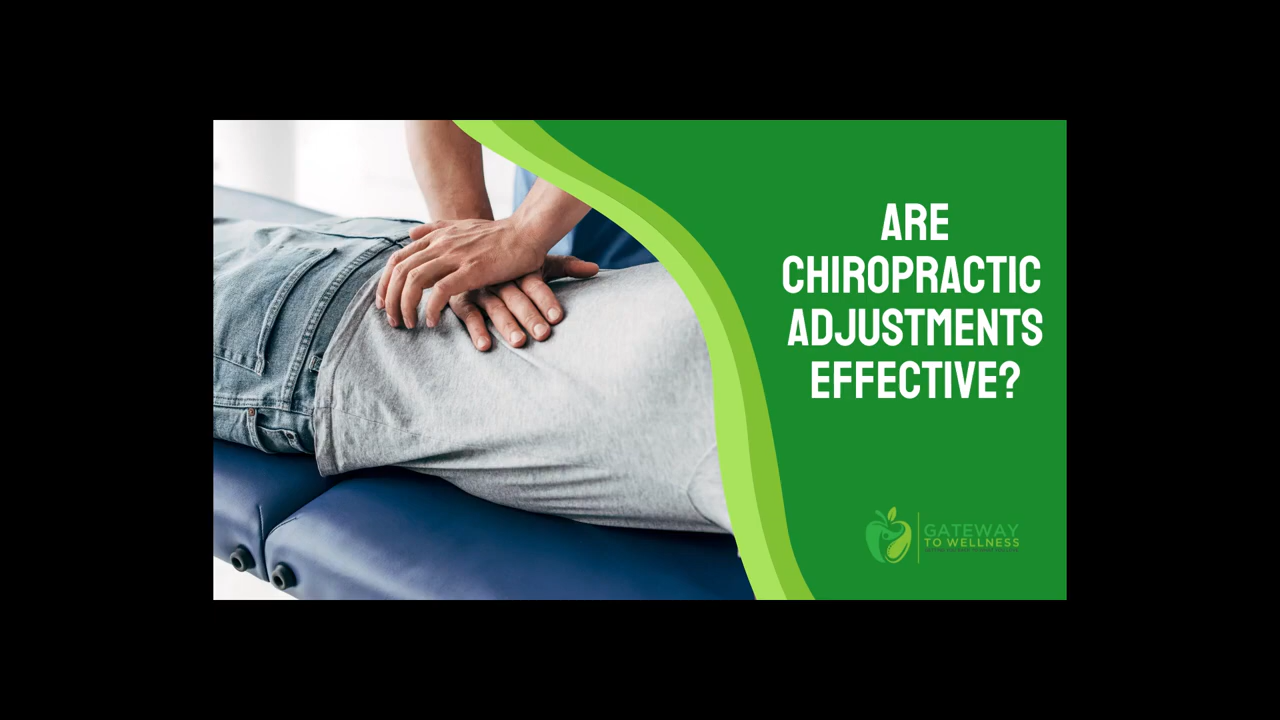 ARE
CHIROPRACTIC
ADJUSTMENTS
EFFECTIVE?
GATEWAY
TO WELLNESS